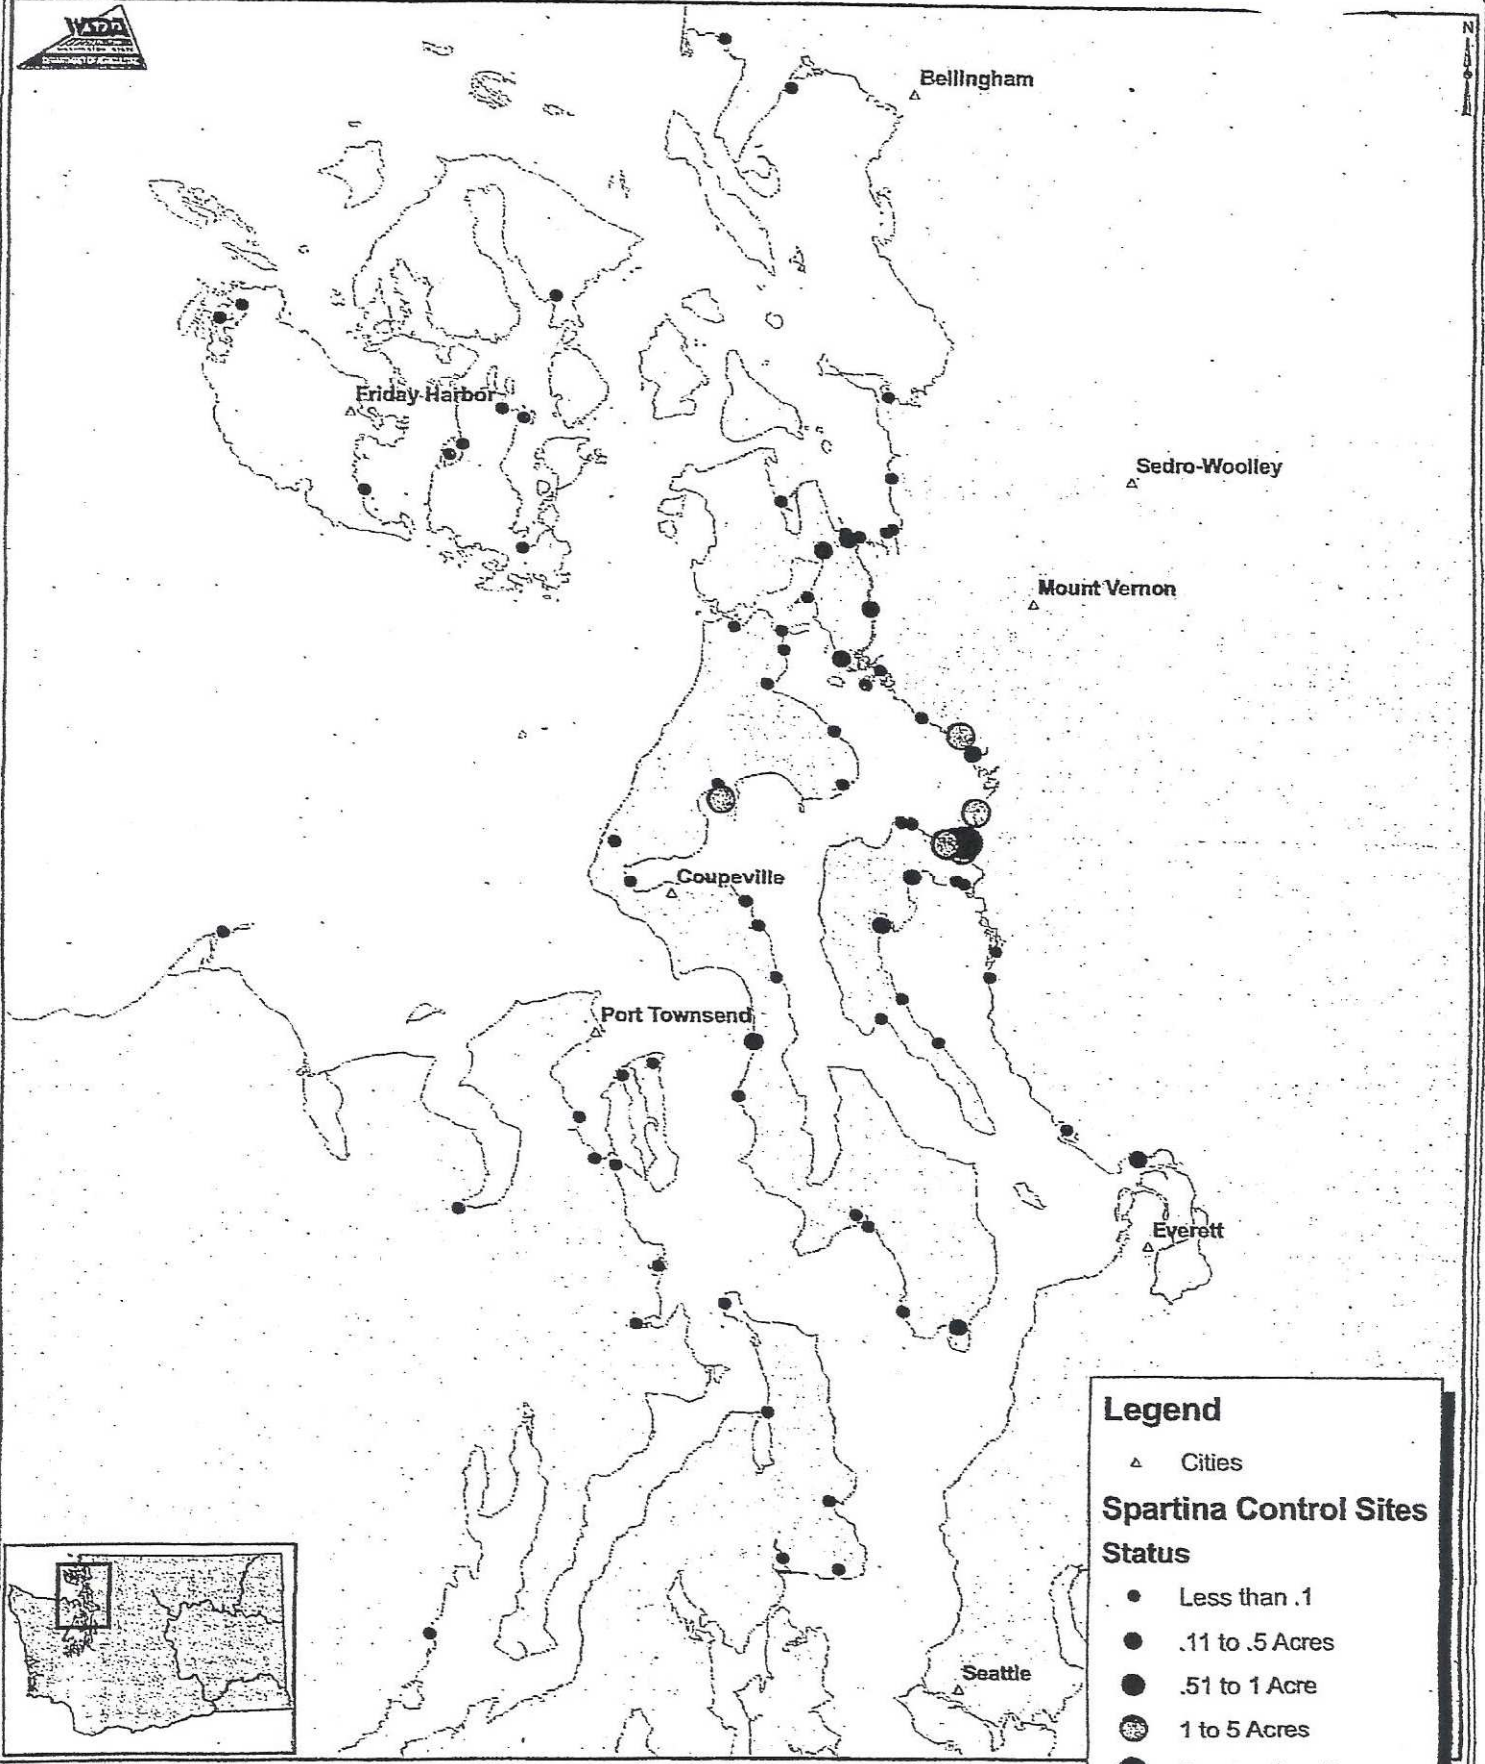 N
Bellingham
Friday Harbor
Sedro-Woolley
Mount Vernon
Coupeville
Port Townsend
Everett
Seattle
Legend
Cities
Spartina Control Sites
Status
Less than .1
.11 to .5 Acres
.51 to 1 Acre
1 to 5 Acres